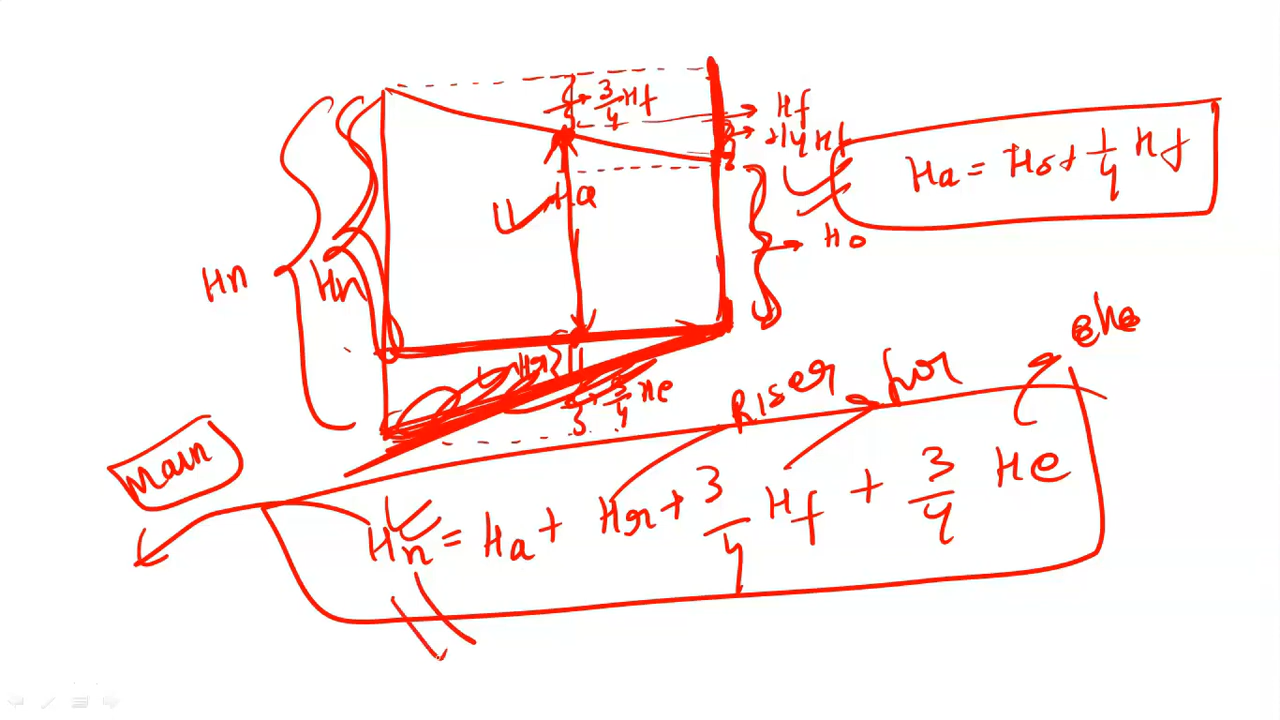 3/4 Hf
Hf
1/4 Hf
Ha = Ho + 1/4 Hf
Ha
Ho
Hn
Hn
Hr
3/4 He
Riser
for
Main
Hn = Ha + Hr + 3/4 Hf + 3/4 He